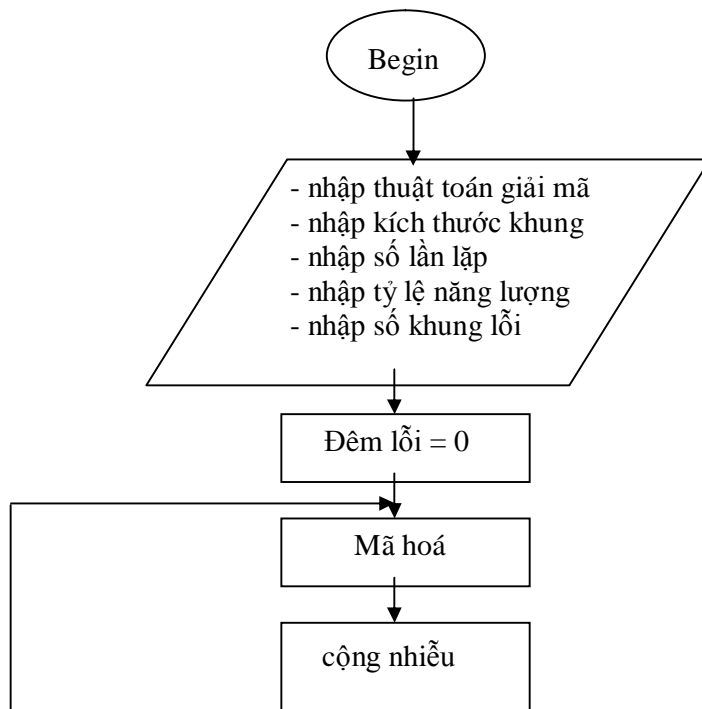 Begin
- nhập thuật toán giải mã
- nhập kích thước khung
- nhập số lần lặp
- nhập tỷ lệ năng lượng
- nhập số khung lỗi
Đêm lỗi = 0
Mã hoá
cộng nhiễu